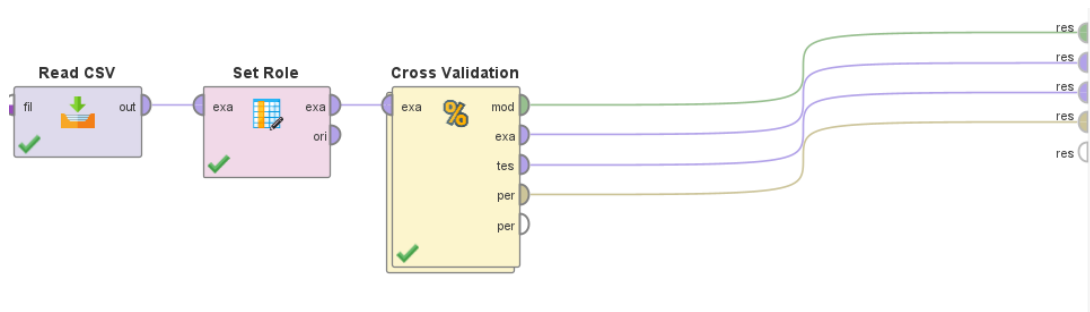 res
Read CSV
Set Role
Cross Validation
res
res
fil
out
exa
exa
exa
mod
res
ori
exa
res
tes
per
per